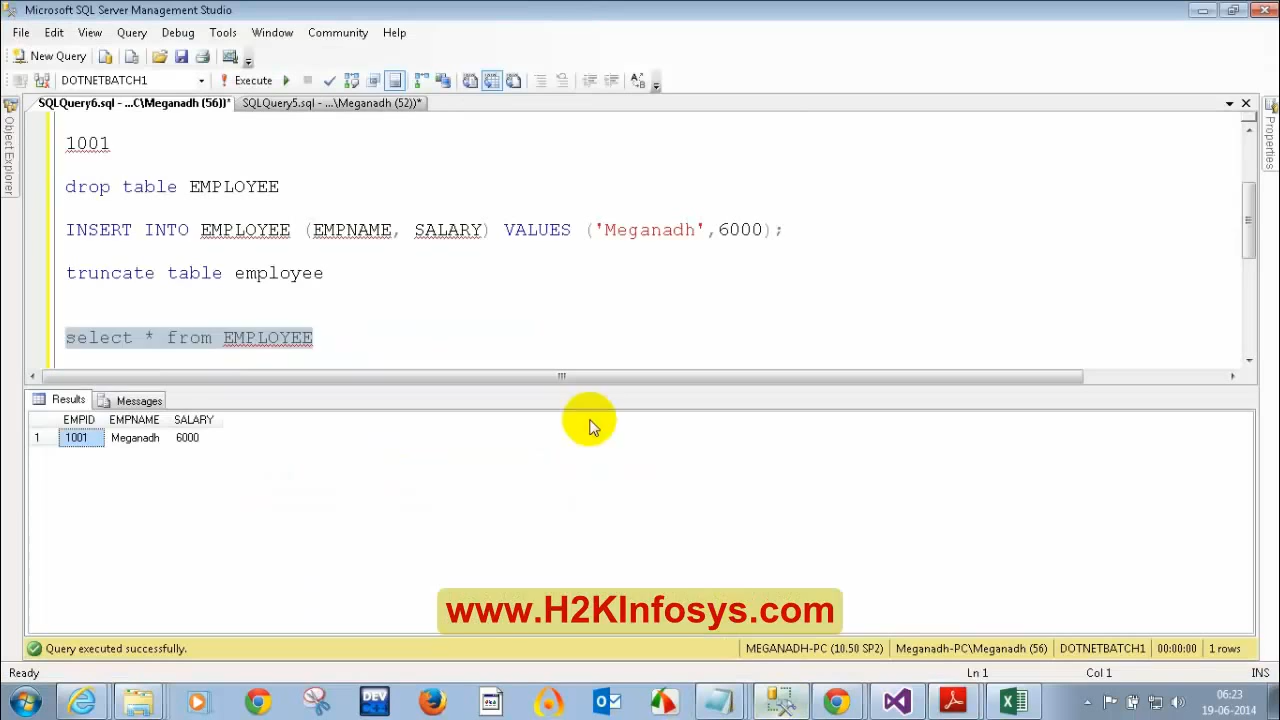 Microsoft SQL Server Management Studio
File Edit View Query Debug Tools Window Community Help
New Query
DOTNETBATCH1 Execute
SQLQuery6.sql - ...C\Meganadh (56))* SQLQuery5.sql - ...\Meganadh (52))*
Object Explorer
Properties
1001
drop table EMPLOYEE
INSERT INTO EMPLOYEE (EMPNAME, SALARY) VALUES ('Meganadh',6000);
truncate table employee
select * from EMPLOYEE
Results Messages
EMPID EMPNAME SALARY
1 1001 Meganadh 6000
www.H2KInfosys.com
Query executed successfully. MEGANADH-PC (10.50 SP2) Meganadh-PC\Meganadh (56) DOTNETBATCH1 00:00:00 1 rows
Ready Ln 1 Col 1 INS
DEV
06:23
19-06-2014